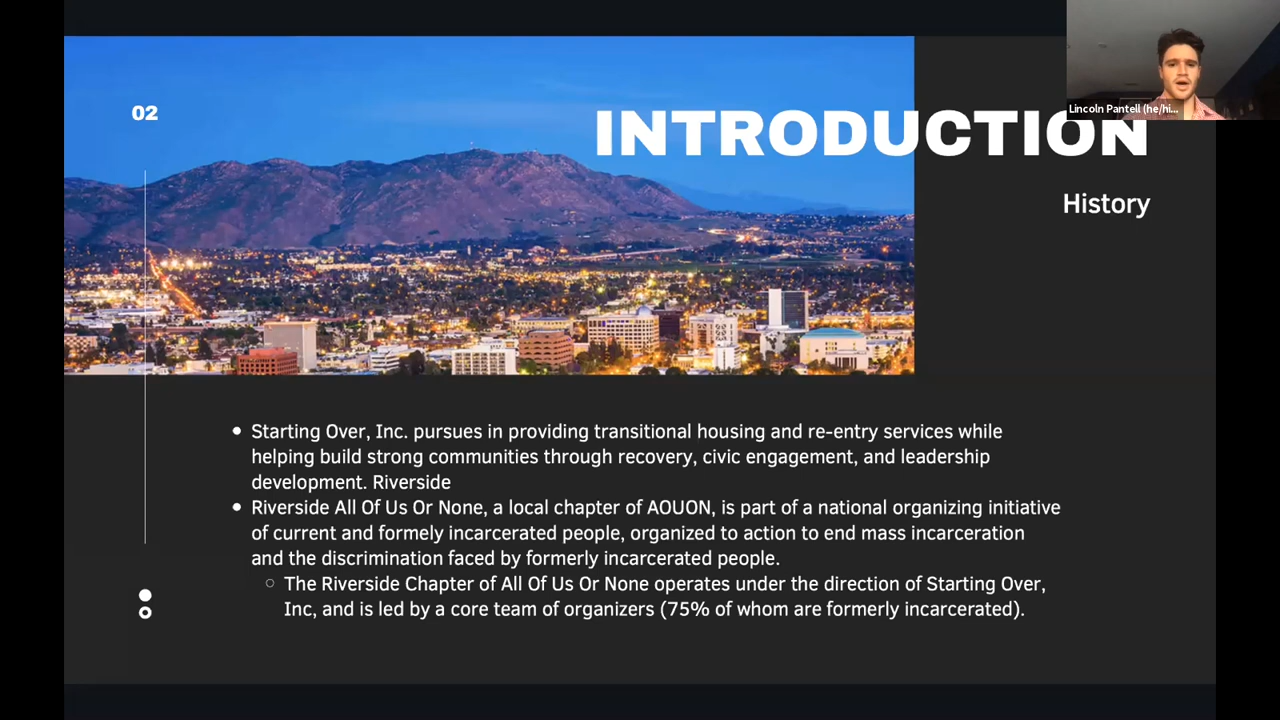 02
Lincoln Pantell (he/hi...
INTRODUCTION
History
• Starting Over, Inc. pursues in providing transitional housing and re-entry services while
helping build strong communities through recovery, civic engagement, and leadership
development. Riverside
• Riverside All Of Us Or None, a local chapter of AOUON, is part of a national organizing initiative
of current and formely incarcerated people, organized to action to end mass incarceration
and the discrimination faced by formerly incarcerated people.
○ The Riverside Chapter of All Of Us Or None operates under the direction of Starting Over,
Inc, and is led by a core team of organizers (75% of whom are formerly incarcerated).